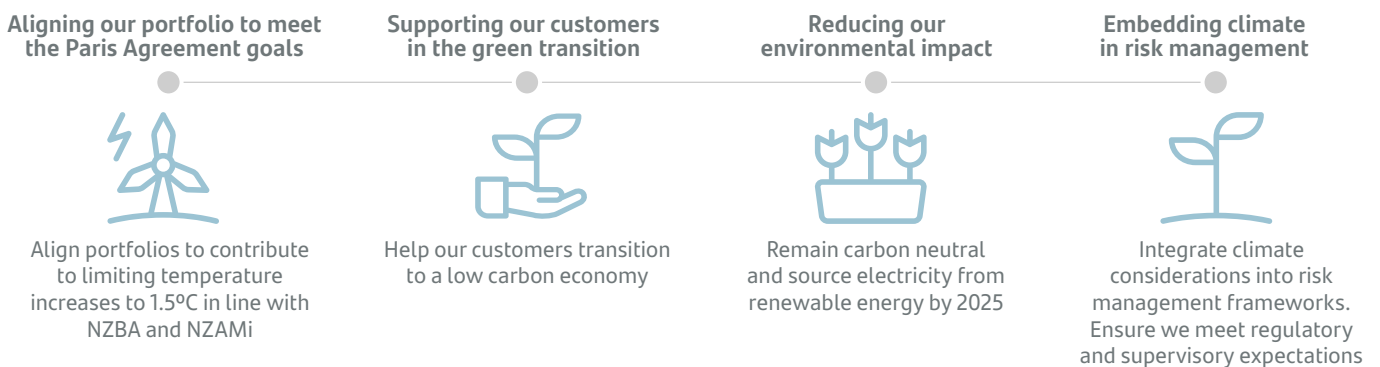 Aligning our portfolio to meet
the Paris Agreement goals
Align portfolios to contribute
to limiting temperature
increases to 1.5ºC in line with
NZBA and NZAMi
Supporting our customers
in the green transition
Help our customers transition
to a low carbon economy
Reducing our
environmental impact
Remain carbon neutral
and source electricity from
renewable energy by 2025
Embedding climate
in risk management
Integrate climate
considerations into risk
management frameworks.
Ensure we meet regulatory
and supervisory expectations